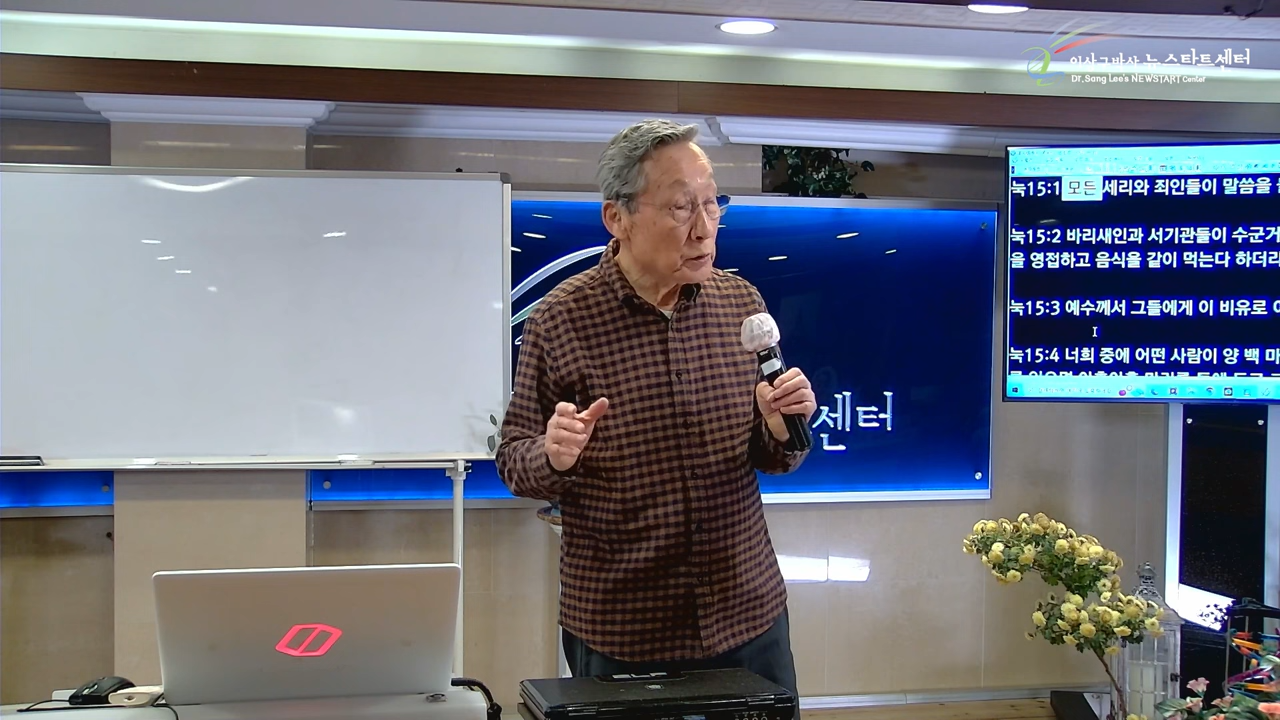 이상구박사 뉴스타트센터
Dr.Sang Lee's NEWSTART Center
눅15:1 모든 세리와 죄인들이 말씀을
눅15:2 바리새인과 서기관들이 수군거
을 영접하고 음식을 같이 먹는다 하더라
눅15:3 예수께서 그들에게 이 비유로
눅15:4 너희 중에 어떤 사람이 양 백 마
센터